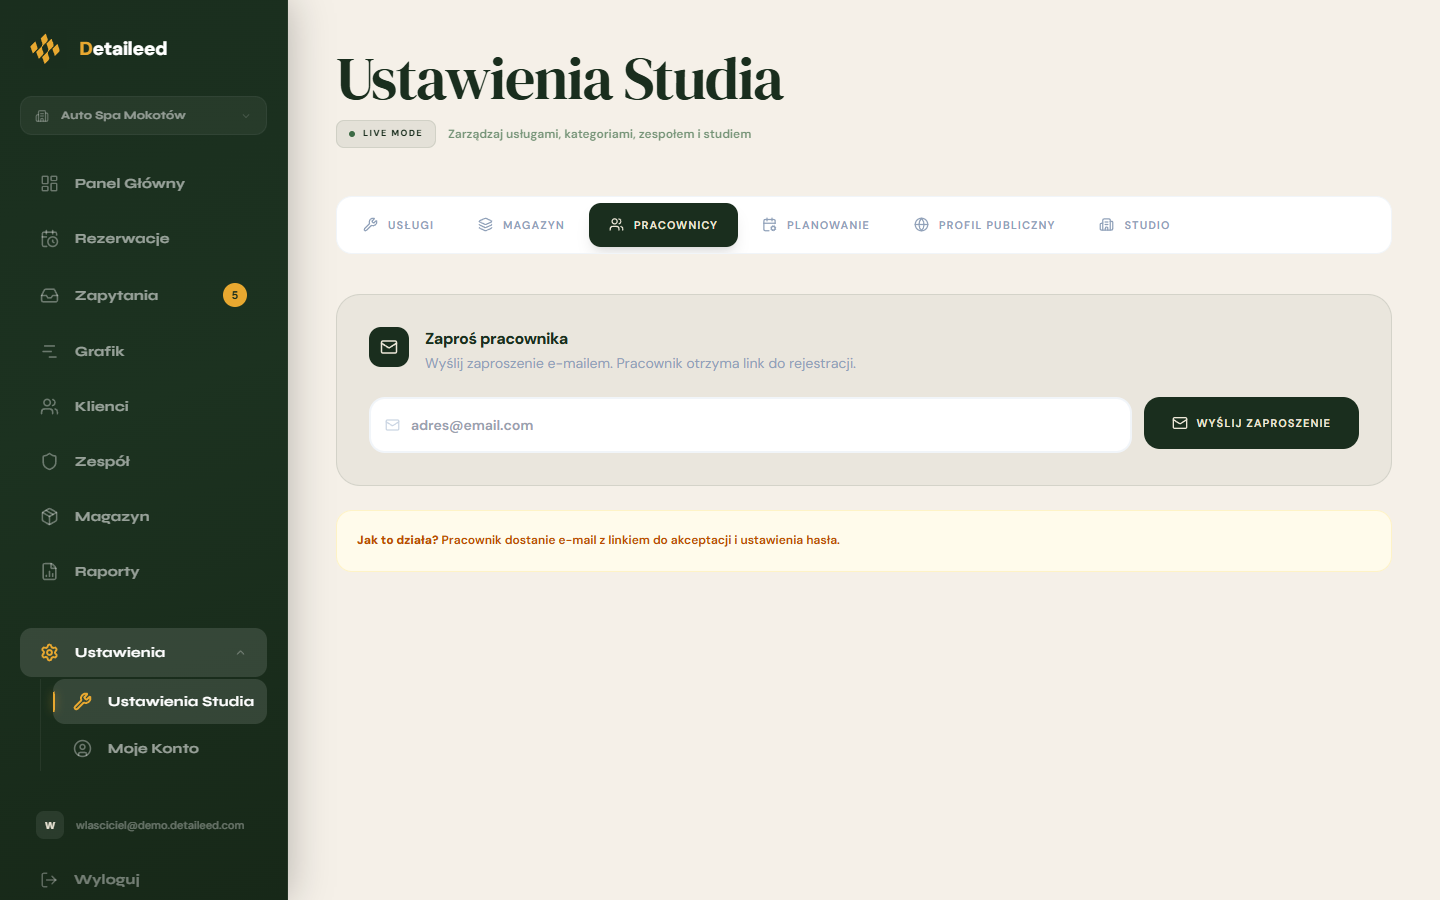 Detaileed
Auto Spa Mokotów
Panel Główny
Rezerwacje
Zapytania 5
Grafik
Klienci
Zespół
Magazyn
Raporty
Ustawienia
Ustawienia Studia
Moje Konto
W wlasciciel@demo.detaileed.com
Wyloguj
Ustawienia Studia
LIVE MODE Zarządzaj usługami, kategoriami, zespołem i studiem
USŁUGI MAGAZYN PRACOWNICY PLANOWANIE PROFIL PUBLICZNY STUDIO
Zaproś pracownika
Wyślij zaproszenie e-mailem. Pracownik otrzyma link do rejestracji.
adres@email.com WYŚLIJ ZAPROSZENIE
Jak to działa? Pracownik dostanie e-mail z linkiem do akceptacji i ustawienia hasła.